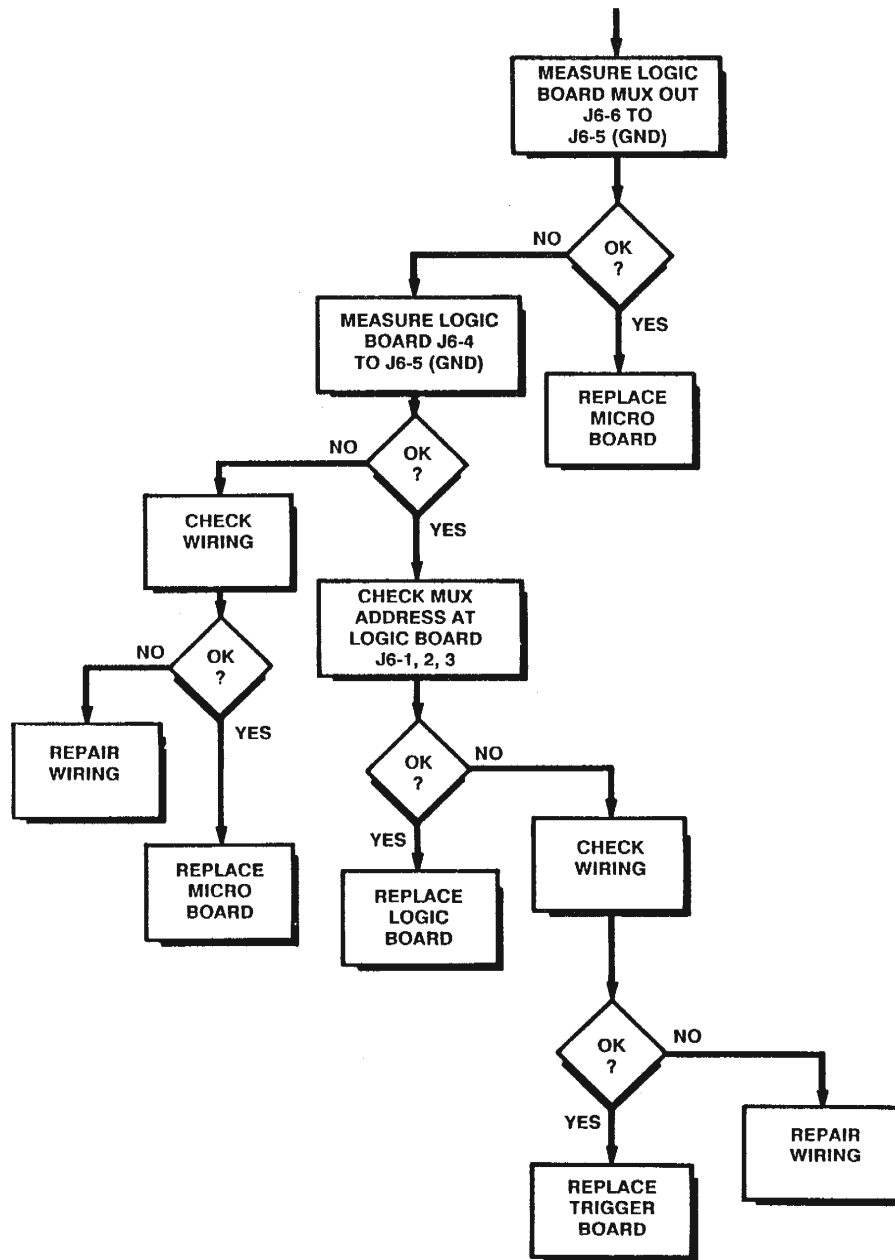 MEASURE LOGIC
BOARD MUX OUT
J6-6 TO
J6-5 (GND)
OK
?
NO
YES
MEASURE LOGIC
BOARD J6-4
TO J6-5 (GND)
REPLACE
MICRO
BOARD
OK
?
NO
YES
CHECK
WIRING
CHECK MUX
ADDRESS AT
LOGIC BOARD
J6-1, 2, 3
OK
?
NO
YES
REPAIR
WIRING
REPLACE
MICRO
BOARD
OK
?
NO
YES
REPLACE
LOGIC
BOARD
CHECK
WIRING
OK
?
NO
YES
REPAIR
WIRING
REPLACE
TRIGGER
BOARD